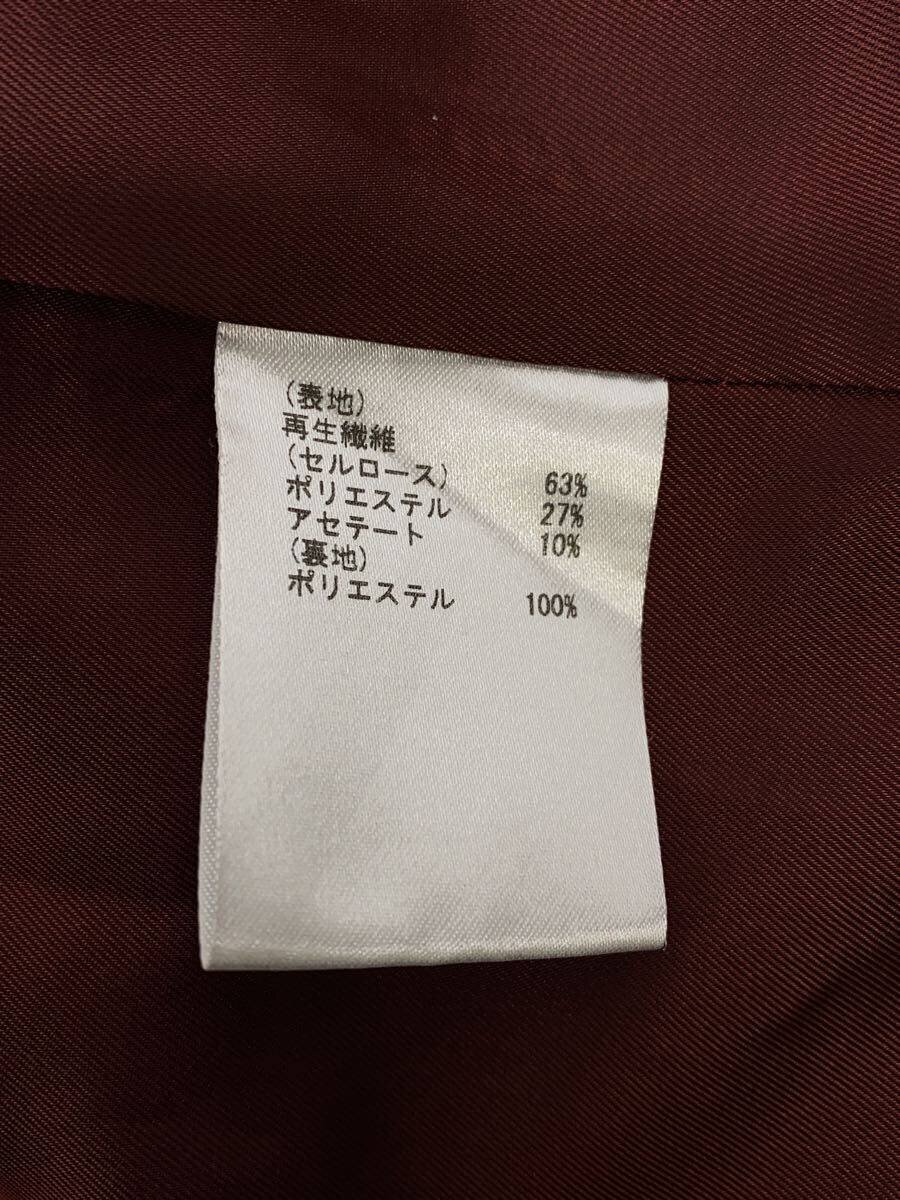 (表地)
再生繊維
(セルロース) 63%
ポリエステル 27%
アセテート 10%
(裏地)
ポリエステル 100%